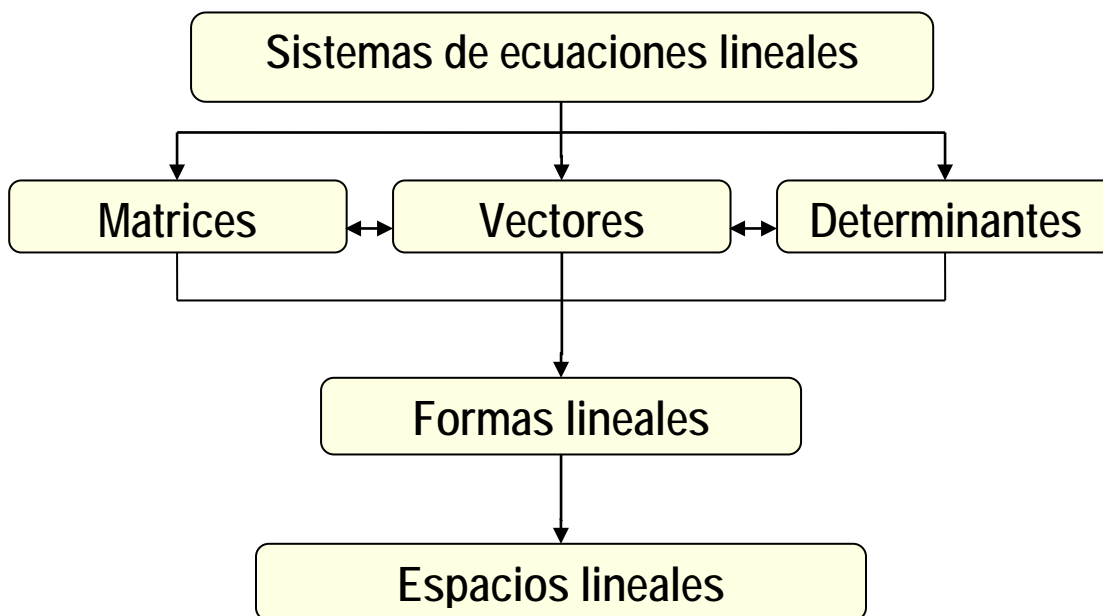 Sistemas de ecuaciones lineales
Matrices
Vectores
Determinantes
Formas lineales
Espacios lineales